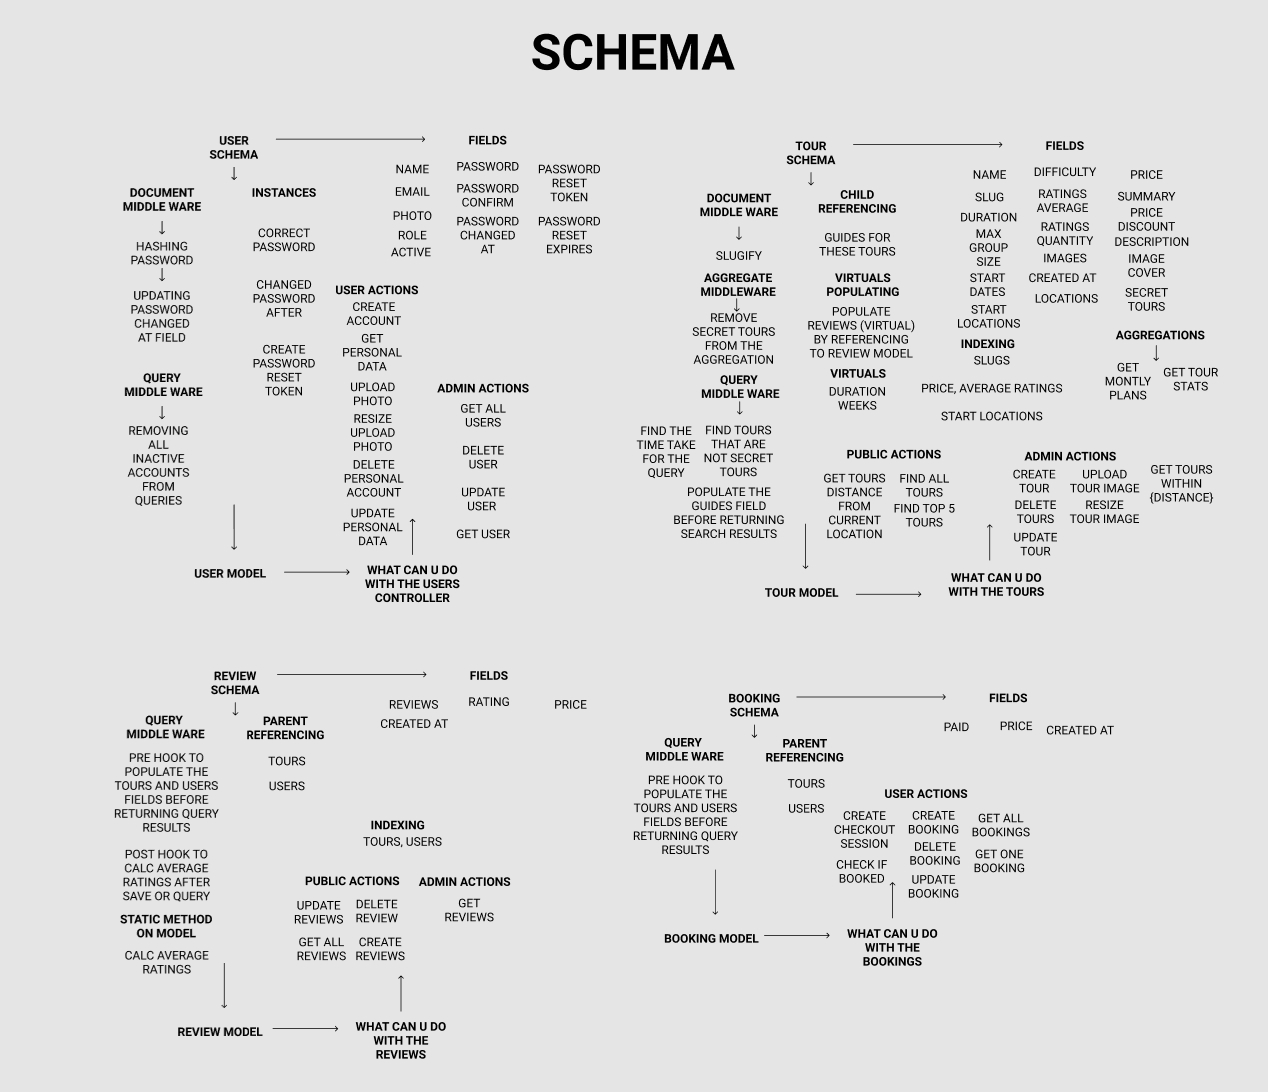 SCHEMA
USER
SCHEMA
FIELDS
NAME
EMAIL
PHOTO
ROLE
ACTIVE
PASSWORD
PASSWORD
CONFIRM
PASSWORD
CHANGED
AT
PASSWORD
RESET
TOKEN
PASSWORD
RESET
EXPIRES
DOCUMENT
MIDDLE WARE
HASHING
PASSWORD
UPDATING
PASSWORD
CHANGED
AT FIELD
QUERY
MIDDLE WARE
REMOVING
ALL
INACTIVE
ACCOUNTS
FROM
QUERIES
INSTANCES
CORRECT
PASSWORD
CHANGED
PASSWORD
AFTER
CREATE
PASSWORD
RESET
TOKEN
USER ACTIONS
CREATE
ACCOUNT
GET
PERSONAL
DATA
UPLOAD
PHOTO
RESIZE
UPLOAD
PHOTO
DELETE
PERSONAL
ACCOUNT
UPDATE
PERSONAL
DATA
ADMIN ACTIONS
GET ALL
USERS
DELETE
USER
UPDATE
USER
GET USER
USER MODEL
WHAT CAN U DO
WITH THE USERS
CONTROLLER
TOUR
SCHEMA
FIELDS
NAME
SLUG
DURATION
MAX
GROUP
SIZE
START
DATES
START
LOCATIONS
DIFFICULTY
RATINGS
AVERAGE
RATINGS
QUANTITY
IMAGES
CREATED AT
LOCATIONS
PRICE
SUMMARY
PRICE
DISCOUNT
DESCRIPTION
IMAGE
COVER
SECRET
TOURS
DOCUMENT
MIDDLE WARE
SLUGIFY
AGGREGATE
MIDDLEWARE
REMOVE
SECRET TOURS
FROM THE
AGGREGATION
QUERY
MIDDLE WARE
FIND THE
TIME TAKE
FOR THE
QUERY
FIND TOURS
THAT ARE
NOT SECRET
TOURS
POPULATE THE
GUIDES FIELD
BEFORE RETURNING
SEARCH RESULTS
CHILD
REFERENCING
GUIDES FOR
THESE TOURS
VIRTUALS
POPULATING
POPULATE
REVIEWS (VIRTUAL)
BY REFERENCING
TO REVIEW MODEL
VIRTUALS
DURATION
WEEKS
INDEXING
SLUGS
PRICE, AVERAGE RATINGS
START LOCATIONS
AGGREGATIONS
GET
MONTLY
PLANS
GET TOUR
STATS
PUBLIC ACTIONS
GET TOURS
DISTANCE
FROM
CURRENT
LOCATION
FIND ALL
TOURS
FIND TOP 5
TOURS
ADMIN ACTIONS
CREATE
TOUR
DELETE
TOURS
UPDATE
TOUR
UPLOAD
TOUR IMAGE
RESIZE
TOUR IMAGE
GET TOURS
WITHIN
{DISTANCE}
TOUR MODEL
WHAT CAN U DO
WITH THE TOURS
REVIEW
SCHEMA
FIELDS
REVIEWS
CREATED AT
RATING
PRICE
QUERY
MIDDLE WARE
PRE HOOK TO
POPULATE THE
TOURS AND USERS
FIELDS BEFORE
RETURNING QUERY
RESULTS
POST HOOK TO
CALC AVERAGE
RATINGS AFTER
SAVE OR QUERY
STATIC METHOD
ON MODEL
CALC AVERAGE
RATINGS
PARENT
REFERENCING
TOURS
USERS
INDEXING
TOURS, USERS
PUBLIC ACTIONS
UPDATE
REVIEWS
DELETE
REVIEW
GET ALL
REVIEWS
CREATE
REVIEWS
ADMIN ACTIONS
GET
REVIEWS
REVIEW MODEL
WHAT CAN U DO
WITH THE
REVIEWS
BOOKING
SCHEMA
FIELDS
PAID
PRICE
CREATED AT
QUERY
MIDDLE WARE
PRE HOOK TO
POPULATE THE
TOURS AND USERS
FIELDS BEFORE
RETURNING QUERY
RESULTS
PARENT
REFERENCING
TOURS
USERS
USER ACTIONS
CREATE
CHECKOUT
SESSION
CHECK IF
BOOKED
CREATE
BOOKING
DELETE
BOOKING
UPDATE
BOOKING
GET ALL
BOOKINGS
GET ONE
BOOKING
BOOKING MODEL
WHAT CAN U DO
WITH THE
BOOKINGS